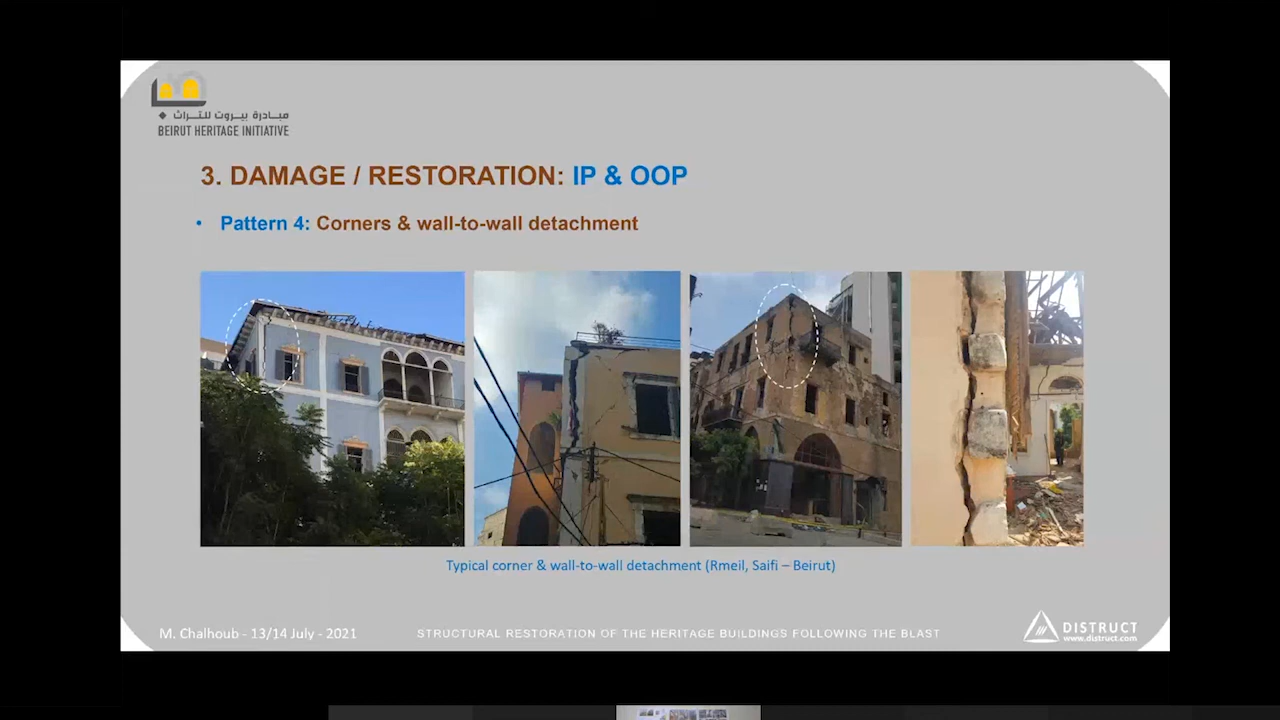 مبادرة بيروت للتراث
BEIRUT HERITAGE INITIATIVE
3. DAMAGE / RESTORATION: IP & OOP
• Pattern 4: Corners & wall-to-wall detachment
Typical corner & wall-to-wall detachment (Rmeil, Saifi – Beirut)
M. Chalhoub - 13/14 July - 2021
STRUCTURAL RESTORATION OF THE HERITAGE BUILDINGS FOLLOWING THE BLAST
DISTRUCT
www.distruct.com